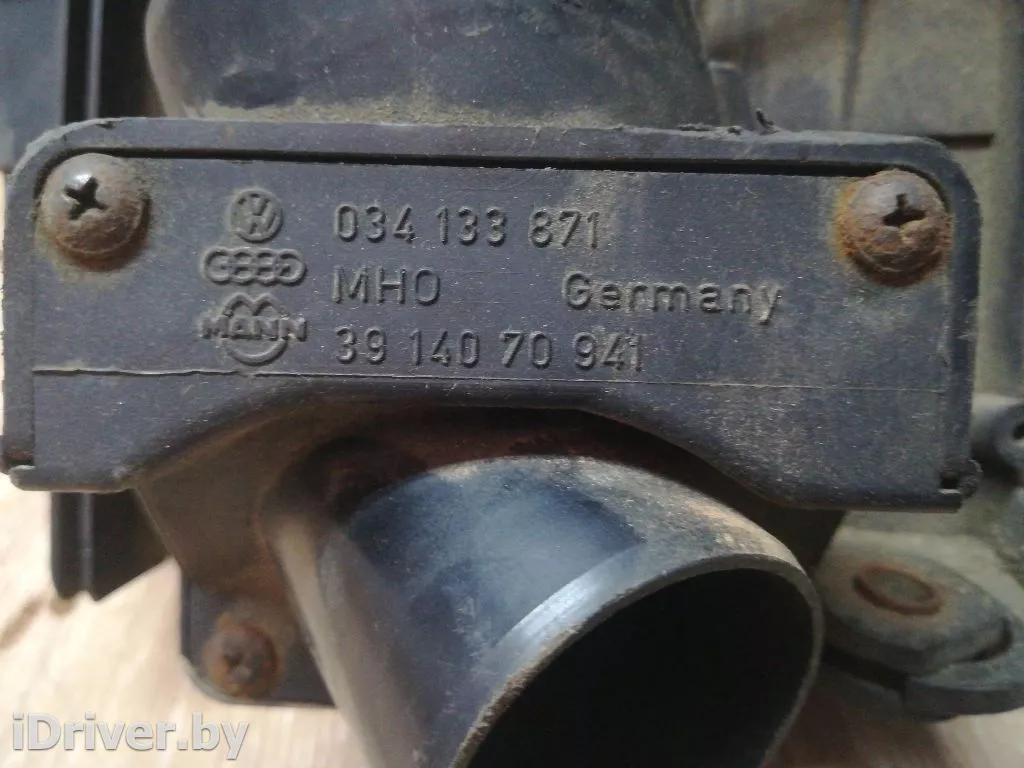 034 133 871
MHO Germany
MANN
39 140 70 941
iDriver.by